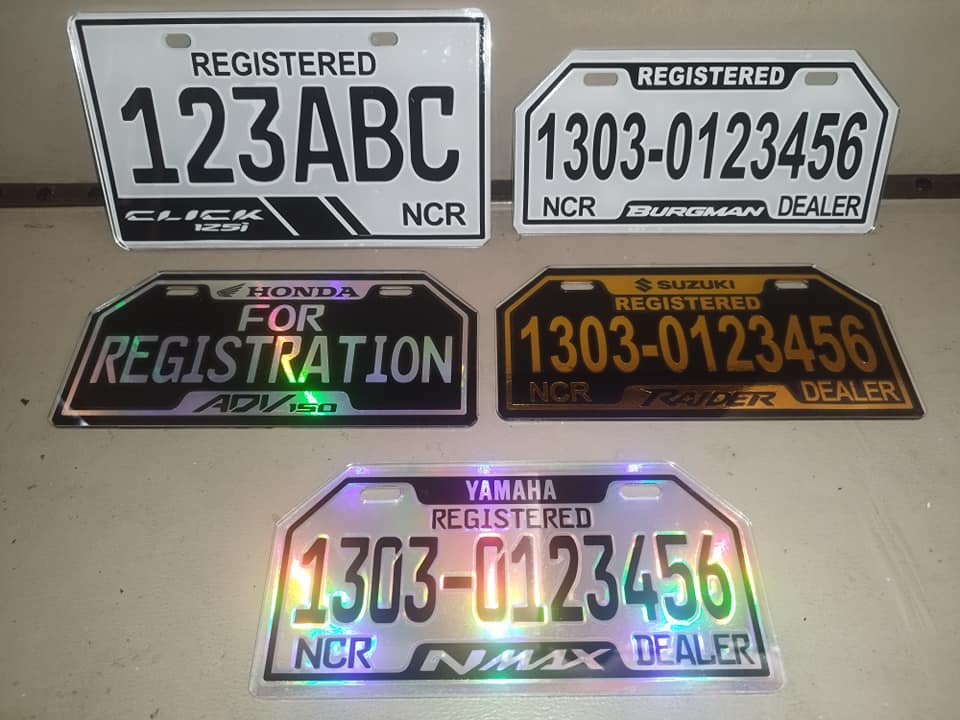 REGISTERED
123ABC
CLICK
125i
NCR
REGISTERED
1303-0123456
NCR BURGMAN DEALER
HONDA
FOR
REGISTRATION
ADV150
SUZUKI
REGISTERED
1303-0123456
NCR RAIDER DEALER
YAMAHA
REGISTERED
1303-0123456
NCR NMAX DEALER